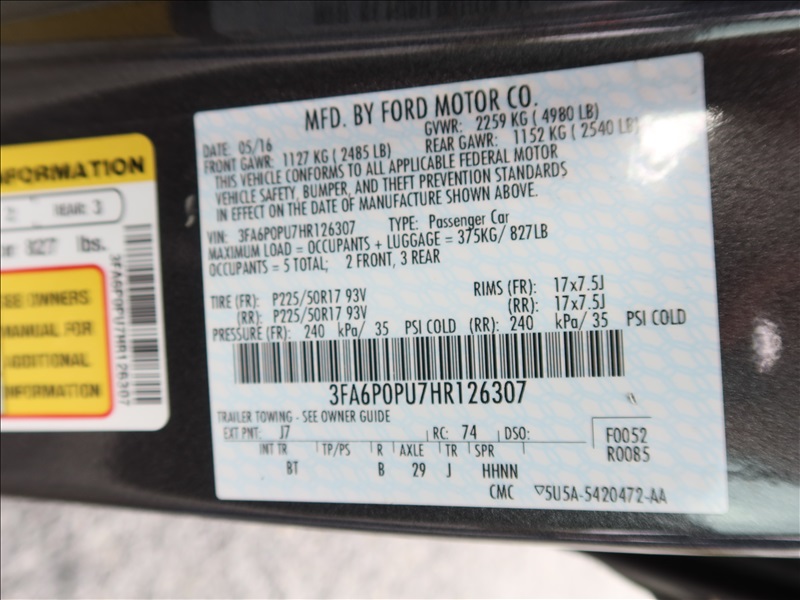 MFD. BY FORD MOTOR CO.
DATE: 05/16 GVWR: 2259 KG ( 4980 LB)
FRONT GAWR: 1127 KG ( 2485 LB) REAR GAWR: 1152 KG ( 2540 LB)
THIS VEHICLE CONFORMS TO ALL APPLICABLE FEDERAL MOTOR
VEHICLE SAFETY, BUMPER, AND THEFT PREVENTION STANDARDS
IN EFFECT ON THE DATE OF MANUFACTURE SHOWN ABOVE.
VIN: 3FA6P0PU7HR126307 TYPE: Passenger Car
MAXIMUM LOAD = OCCUPANTS + LUGGAGE = 375KG/ 827LB
OCCUPANTS = 5 TOTAL; 2 FRONT, 3 REAR
TIRE (FR): P225/50R17 93V RIMS (FR): 17x7.5J
(RR): P225/50R17 93V (RR): 17x7.5J
PRESSURE (FR): 240 kPa/ 35 PSI COLD (RR): 240 kPa/ 35 PSI COLD
3FA6P0PU7HR126307
TRAILER TOWING - SEE OWNER GUIDE
EXT PNT: J7 RC: 74 DSO: F0052
R0085
INT TR TP/PS R AXLE TR SPR
BT B 29 J HHNN
CMC ▽5U5A-5420472-AA
NFORMATION
2 REAR: 3
827 lbs.
SEE OWNERS
MANUAL FOR
ADDITIONAL
INFORMATION
3FA6P0PU7HR126307